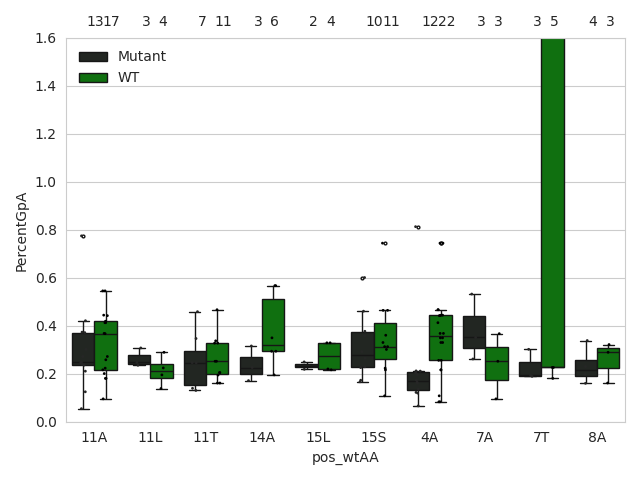 1317 3 4 7 11 3 6 2 4 1011 1222 3 3 3 5 4 3
1.6
Mutant
WT
1.4
1.2
1.0
0.8
0.6
0.4
0.2
0.0
PercentGpA
11A 11L 11T 14A 15L 15S 4A 7A 7T 8A
pos_wtAA